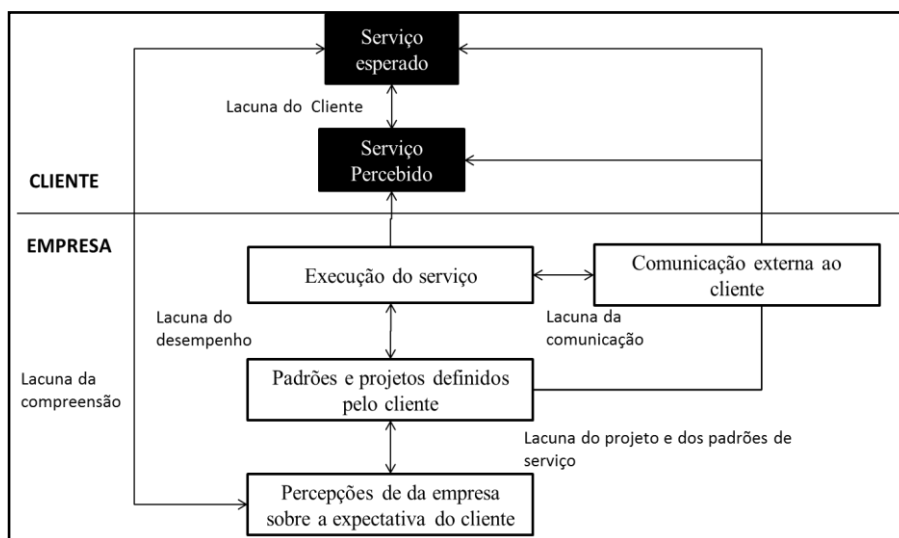 Serviço
esperado
Lacuna do Cliente
Serviço
Percebido
CLIENTE
EMPRESA
Execução do serviço
Comunicação externa ao
cliente
Lacuna do
desempenho
Lacuna da
comunicação
Padrões e projetos definidos
pelo cliente
Lacuna da
compreensão
Lacuna do projeto e dos padrões de
serviço
Percepções de da empresa
sobre a expectativa do cliente